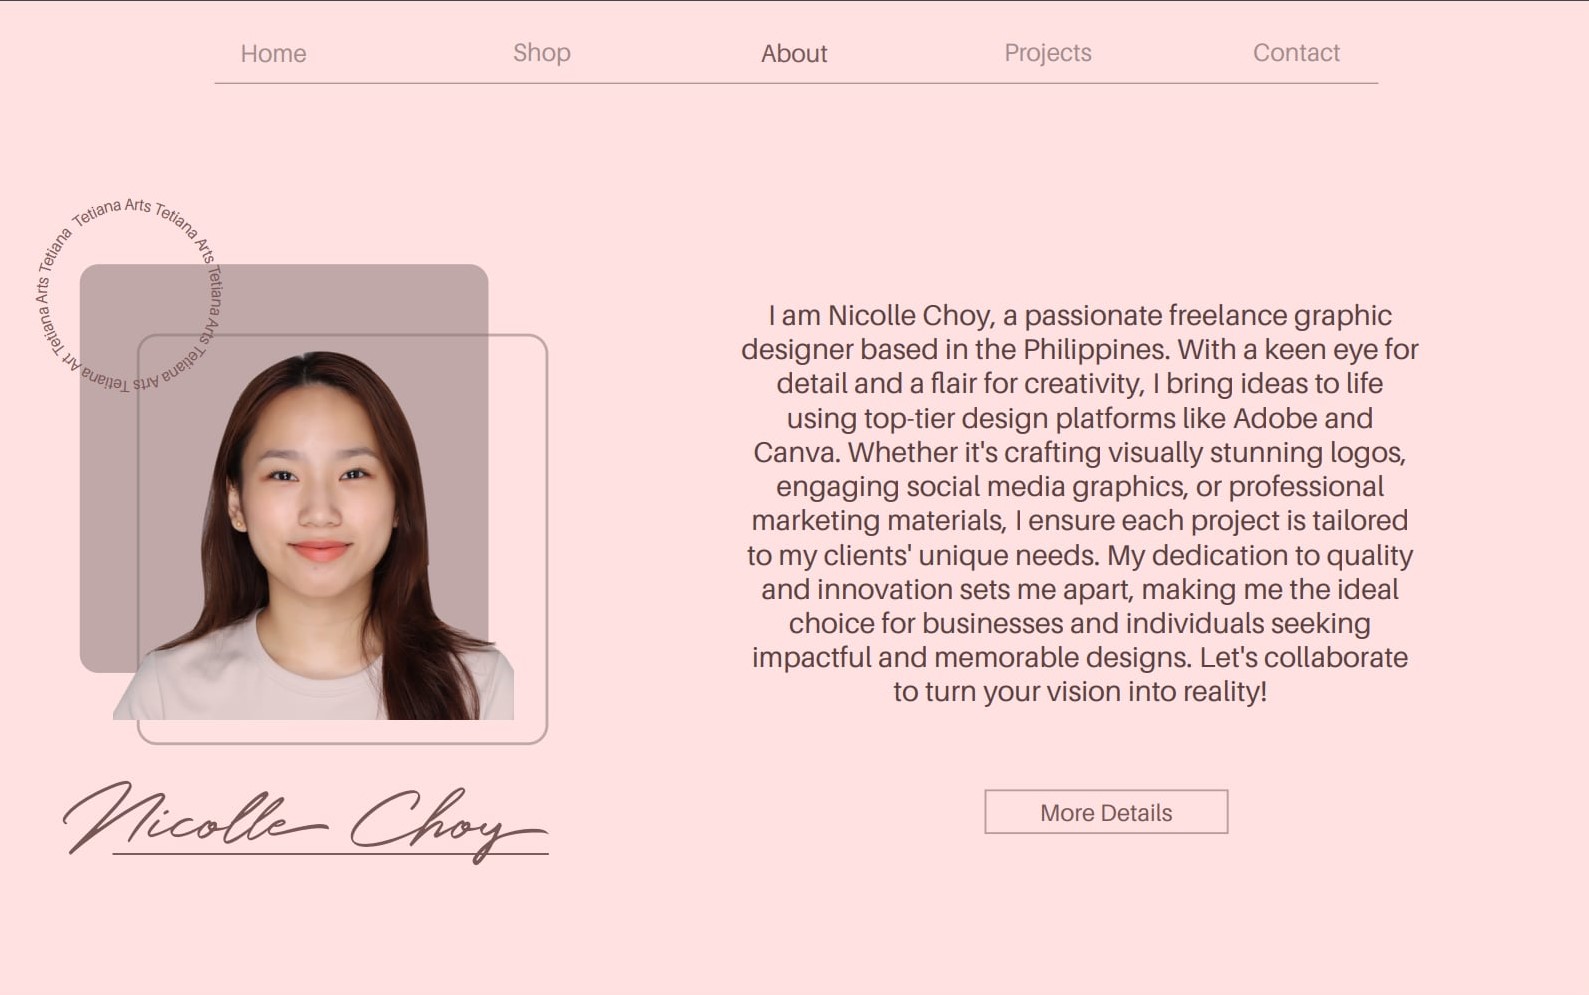 Home Shop About Projects Contact
Tetiana Arts Tetiana Arts Tetiana Arts Tetiana Arts Tetiana Art Tetiana Arts Tetiana
I am Nicolle Choy, a passionate freelance graphic
designer based in the Philippines. With a keen eye for
detail and a flair for creativity, I bring ideas to life
using top-tier design platforms like Adobe and
Canva. Whether it's crafting visually stunning logos,
engaging social media graphics, or professional
marketing materials, I ensure each project is tailored
to my clients' unique needs. My dedication to quality
and innovation sets me apart, making me the ideal
choice for businesses and individuals seeking
impactful and memorable designs. Let's collaborate
to turn your vision into reality!
Nicolle Choy
More Details